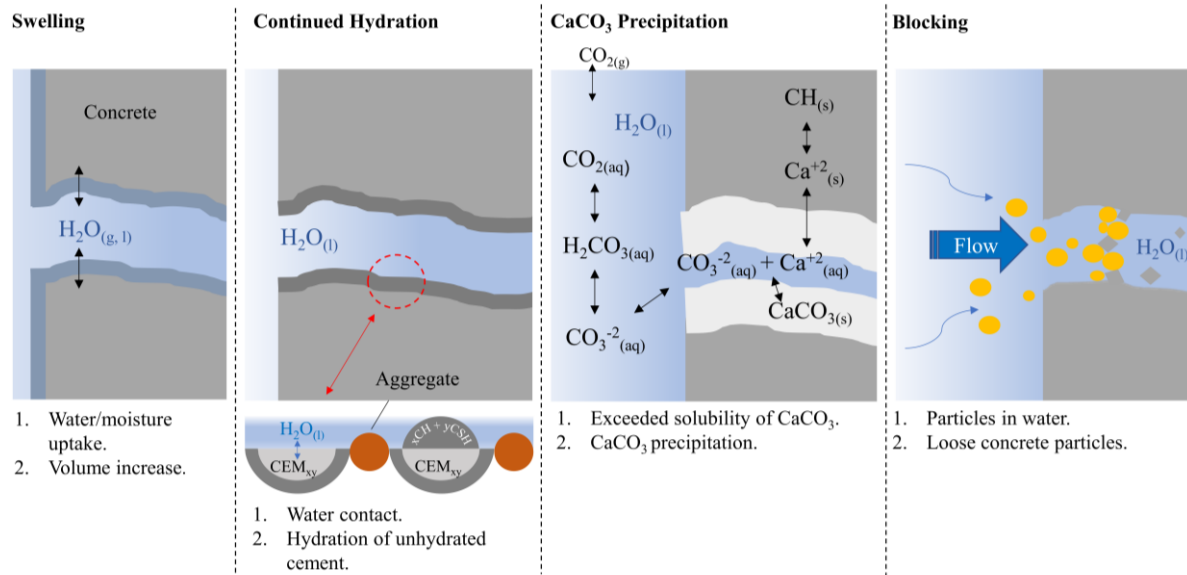 Swelling
Concrete
H₂O₍g, l₎
1. Water/moisture
uptake.
2. Volume increase.
Continued Hydration
H₂O₍l₎
Aggregate
H₂O₍l₎
CEMxy
xCH + yCSH
CEMxy
1. Water contact.
2. Hydration of unhydrated
cement.
CaCO₃ Precipitation
CO₂(g)
H₂O(l)
CO₂(aq)
H₂CO₃(aq)
CO₃⁻²(aq)
CH(s)
Ca⁺²(s)
CO₃⁻²(aq) + Ca⁺²(aq)
CaCO₃(s)
1. Exceeded solubility of CaCO₃.
2. CaCO₃ precipitation.
Blocking
Flow
H₂O(l)
1. Particles in water.
2. Loose concrete particles.